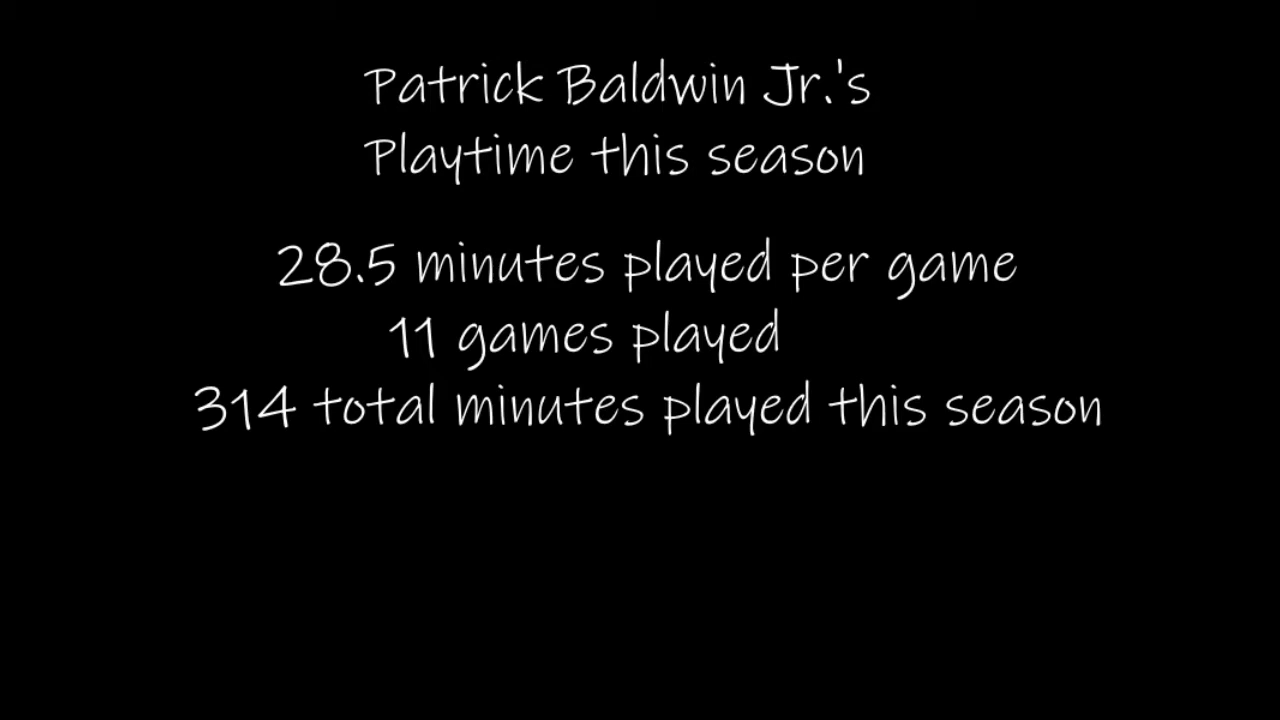 Patrick Baldwin Jr.'s
Playtime this season
28.5 minutes played per game
11 games played
314 total minutes played this season